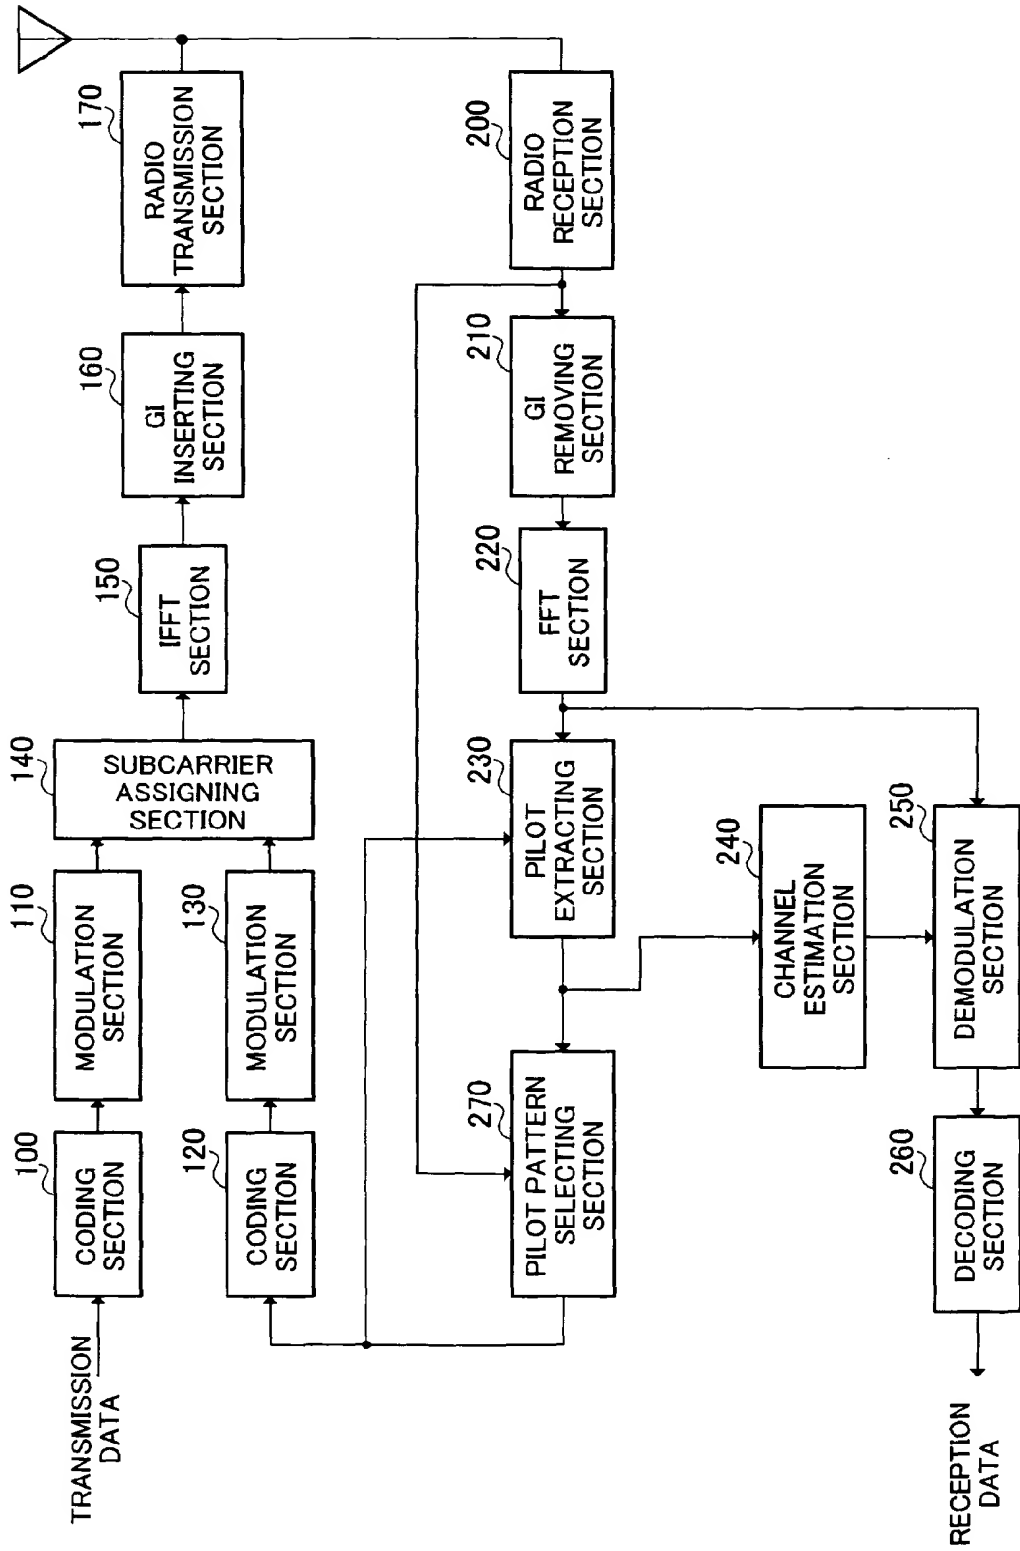 TRANSMISSION
DATA
100
CODING
SECTION
110
MODULATION
SECTION
120
CODING
SECTION
130
MODULATION
SECTION
140
SUBCARRIER
ASSIGNING
SECTION
150
IFFT
SECTION
160
GI
INSERTING
SECTION
170
RADIO
TRANSMISSION
SECTION
200
RADIO
RECEPTION
SECTION
210
GI
REMOVING
SECTION
220
FFT
SECTION
230
PILOT
EXTRACTING
SECTION
270
PILOT PATTERN
SELECTING
SECTION
240
CHANNEL
ESTIMATION
SECTION
250
DEMODULATION
SECTION
260
DECODING
SECTION
RECEPTION
DATA